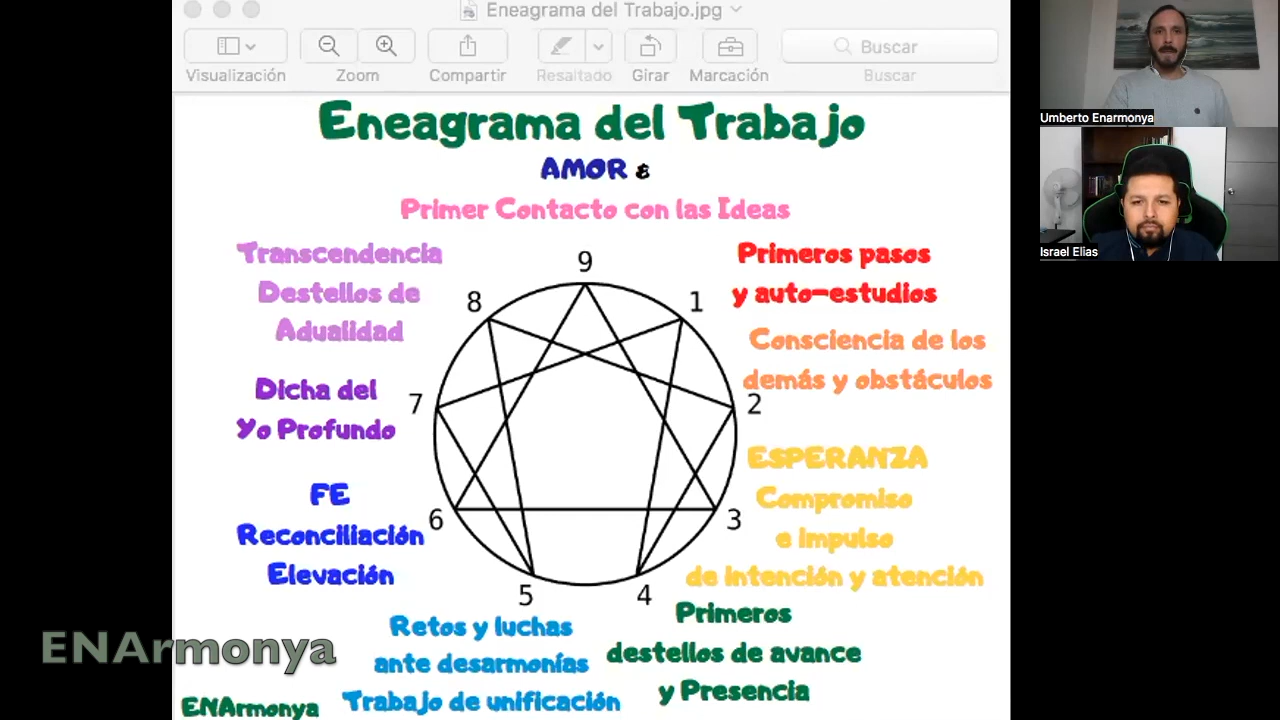 Eneagrama del Trabajo.jpg
Visualización
Zoom
Compartir
Resaltado
Girar
Marcación
Buscar
Buscar
Eneagrama del Trabajo
AMOR &
Primer Contacto con las Ideas
9
Primeros pasos
y auto-estudios
1
Consciencia de los
demás y obstáculos
2
ESPERANZA
Compromiso
e impulso
de intención y atención
3
Primeros
destellos de avance
y Presencia
4
Retos y luchas
ante desarmonías
Trabajo de unificación
5
FE
Reconciliación
Elevación
6
Dicha del
Yo Profundo
7
Transcendencia
Destellos de
Adualidad
8
ENArmonya
ENArmonya
Umberto Enarmonya
Israel Elias